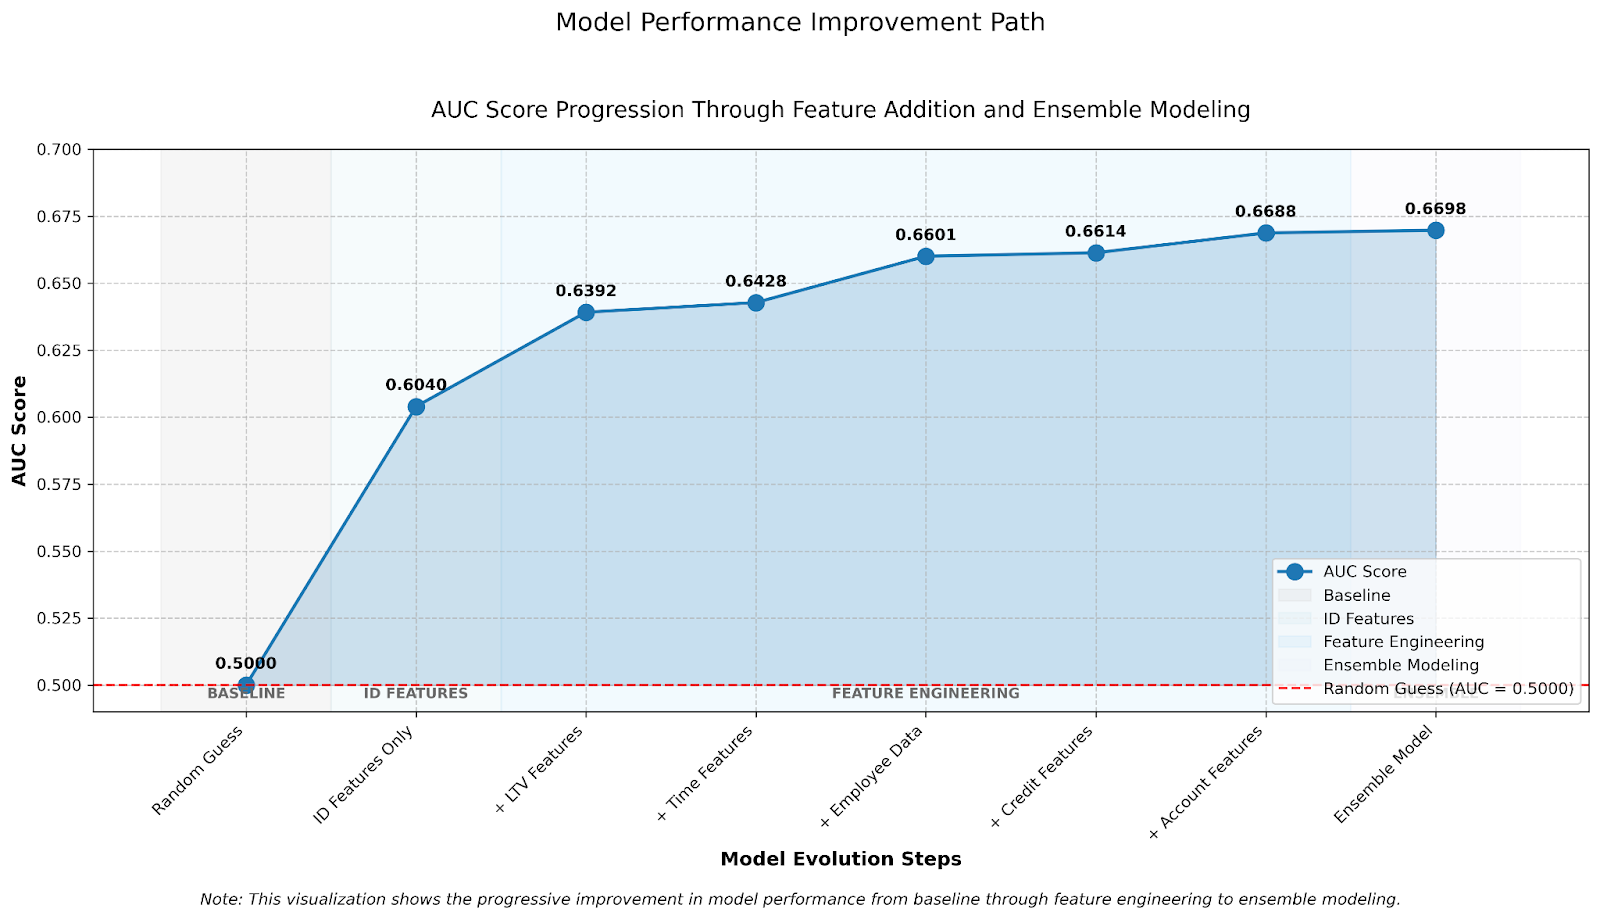 Model Performance Improvement Path
AUC Score Progression Through Feature Addition and Ensemble Modeling
0.700
0.675
0.650
0.625
0.600
0.575
0.550
0.525
0.500
AUC Score
0.5000
0.6040
0.6392
0.6428
0.6601
0.6614
0.6688
0.6698
BASELINE
ID FEATURES
FEATURE ENGINEERING
ENSEMBLE
AUC Score
Baseline
ID Features
Feature Engineering
Ensemble Modeling
Random Guess (AUC = 0.5000)
Random Guess
ID Features Only
+ LTV Features
+ Time Features
+ Employee Data
+ Credit Features
+ Account Features
Ensemble Model
Model Evolution Steps
Note: This visualization shows the progressive improvement in model performance from baseline through feature engineering to ensemble modeling.